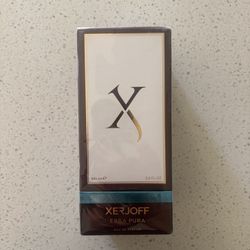 X
XERJOFF
ERBA PURA
EAU DE PARFUM